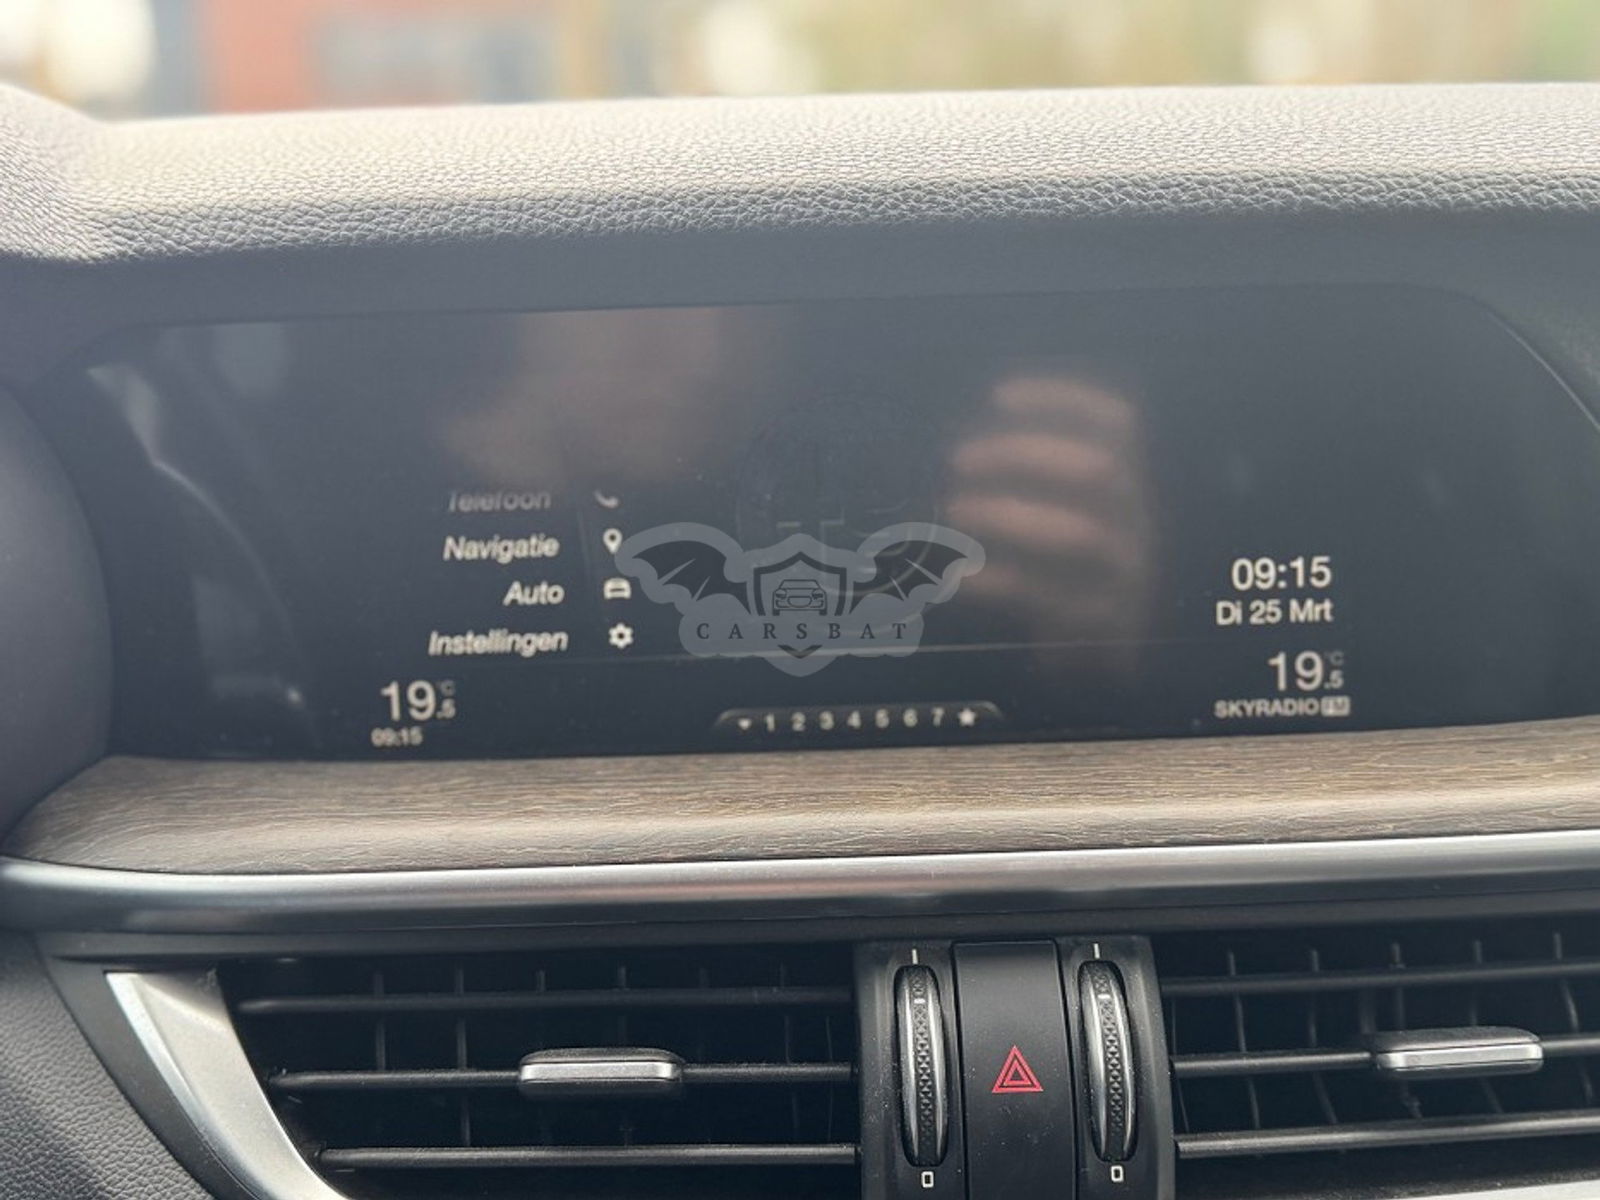 Telefoon
Navigatie
Auto
Instellingen
19.5 °C
09:15
CARSBAT
1 2 3 4 5 6 7
09:15
Di 25 Mrt
19.5 °C
SKYRADIO FM